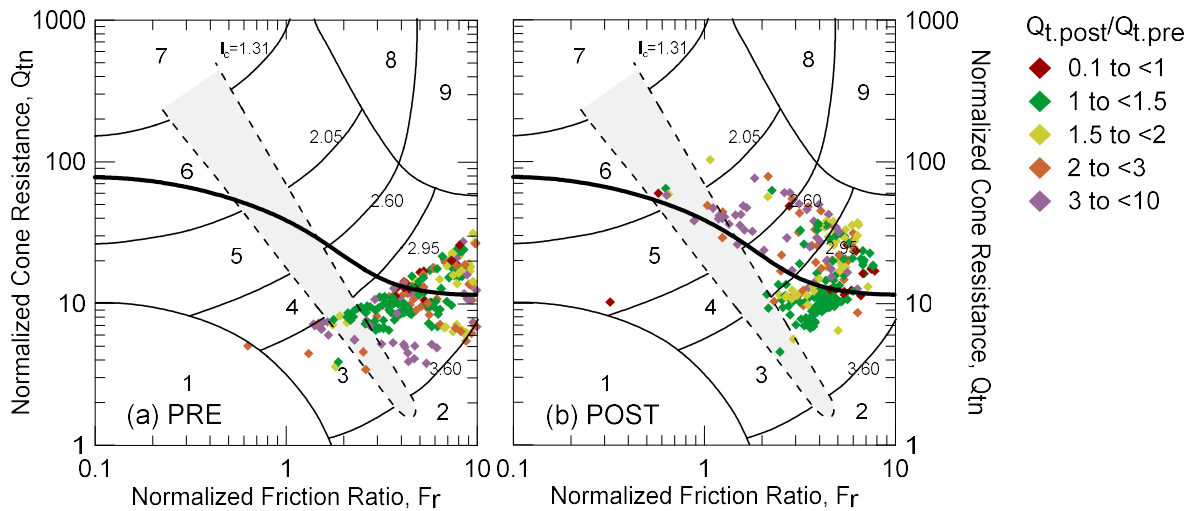 1000
100
10
1
Normalized Cone Resistance, Qtn
7
Ic=1.31
8
9
2.05
6
2.60
5
2.95
4
3
3.60
1
2
(a) PRE
0.1
1
10
Normalized Friction Ratio, Fr
7
Ic=1.31
8
9
2.05
6
2.60
5
2.95
4
3
3.60
1
2
(b) POST
0.1
1
10
Normalized Friction Ratio, Fr
1000
100
10
1
Normalized Cone Resistance, Qtn
Qt.post/Qt.pre
0.1 to <1
1 to <1.5
1.5 to <2
2 to <3
3 to <10